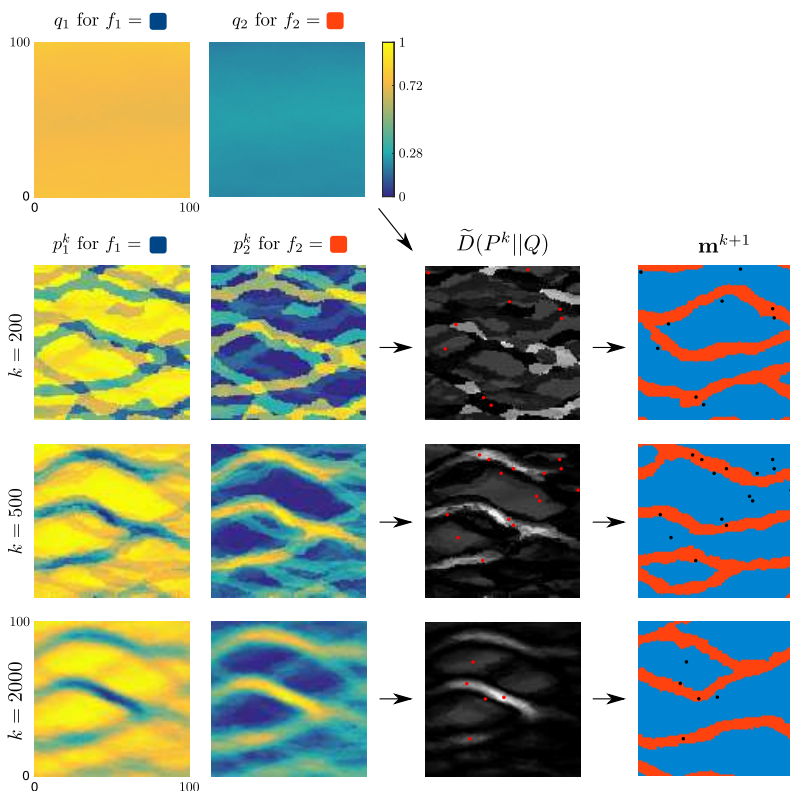 q₁ for f₁ =
q₂ for f₂ =
100
0
0
100
1
0.72
0.28
0
p₁ᵏ for f₁ =
p₂ᵏ for f₂ =
D̃(Pᵏ||Q)
mᵏ⁺¹
k = 200
k = 500
k = 2000
100
0
0
100